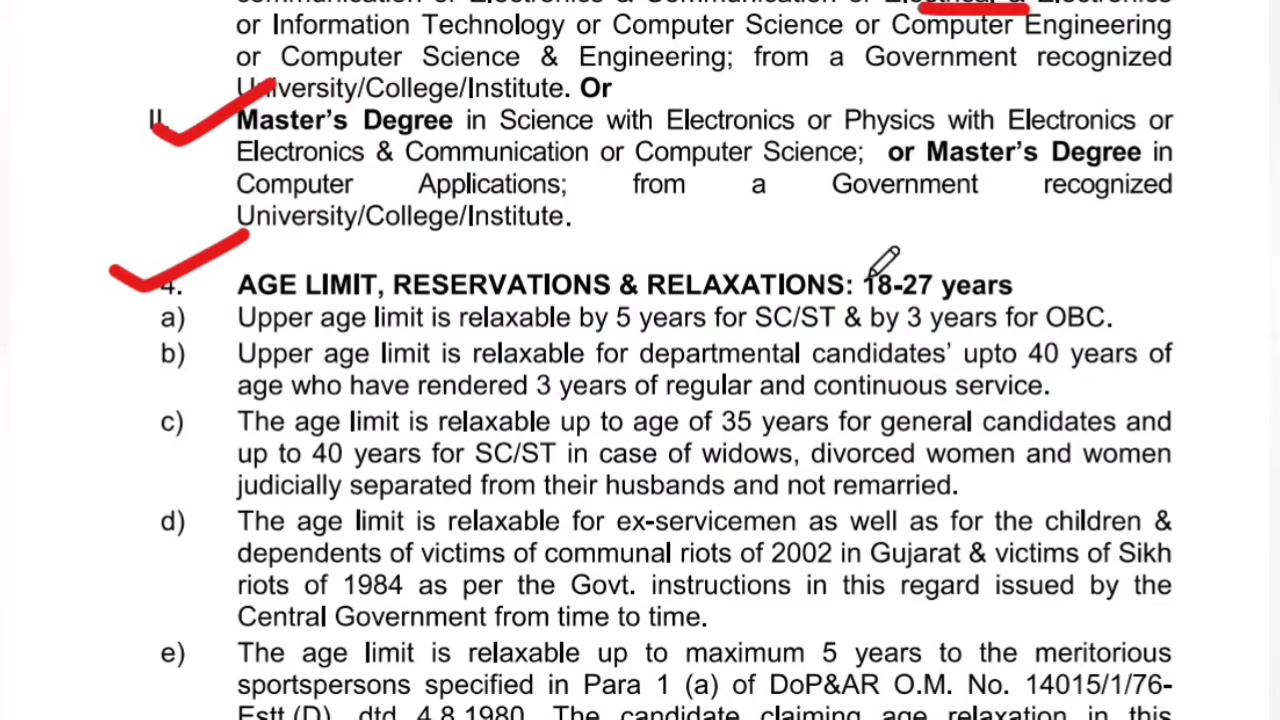 or Information Technology or Computer Science or Computer Engineering
or Computer Science & Engineering; from a Government recognized
University/College/Institute. Or
II. Master's Degree in Science with Electronics or Physics with Electronics or
Electronics & Communication or Computer Science; or Master's Degree in
Computer Applications; from a Government recognized
University/College/Institute.
4. AGE LIMIT, RESERVATIONS & RELAXATIONS: 18-27 years
a) Upper age limit is relaxable by 5 years for SC/ST & by 3 years for OBC.
b) Upper age limit is relaxable for departmental candidates' upto 40 years of
age who have rendered 3 years of regular and continuous service.
c) The age limit is relaxable up to age of 35 years for general candidates and
up to 40 years for SC/ST in case of widows, divorced women and women
judicially separated from their husbands and not remarried.
d) The age limit is relaxable for ex-servicemen as well as for the children &
dependents of victims of communal riots of 2002 in Gujarat & victims of Sikh
riots of 1984 as per the Govt. instructions in this regard issued by the
Central Government from time to time.
e) The age limit is relaxable up to maximum 5 years to the meritorious
sportspersons specified in Para 1 (a) of DoP&AR O.M. No. 14015/1/76-
Estt.(D), dtd 4.8.1980. The candidate claiming age relaxation in this